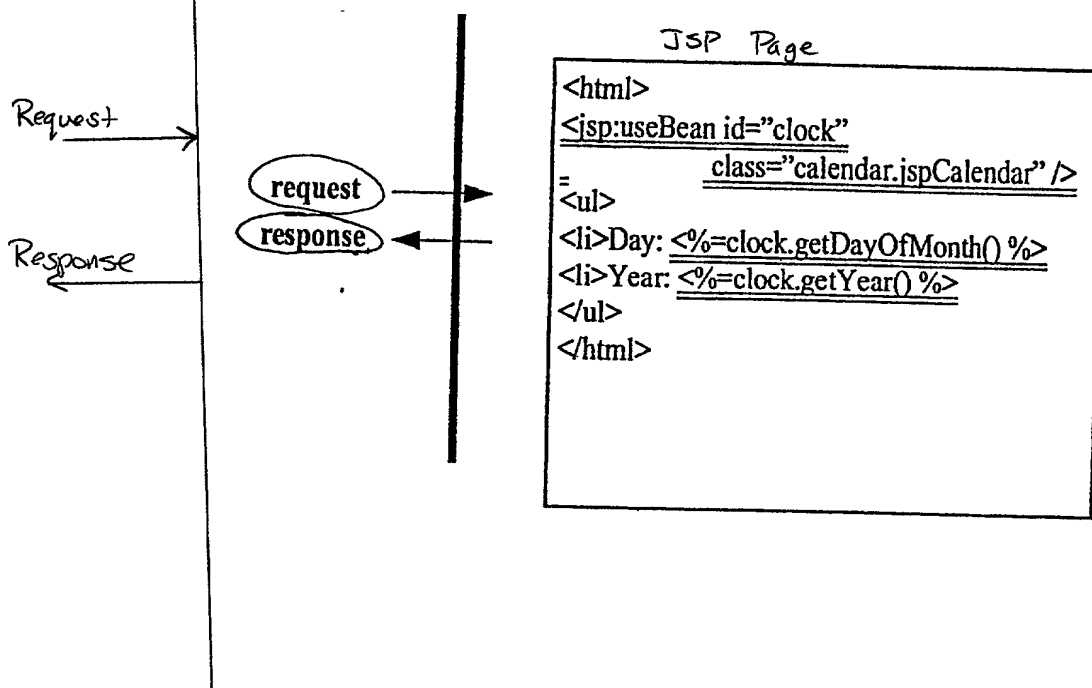 JSP Page
Request
Response
request
response
<html>
<jsp:useBean id="clock"
class="calendar.jspCalendar" />
<ul>
<li>Day: <%=clock.getDayOfMonth() %>
<li>Year: <%=clock.getYear() %>
</ul>
</html>